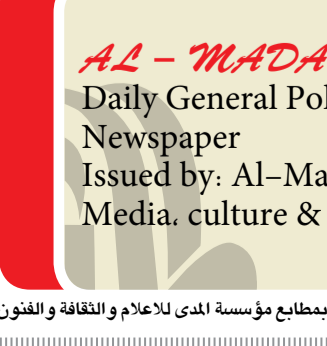 AL – MADA
Daily General Pol
Newspaper
Issued by: Al–Ma
Media، culture &
بمطابع مؤسسة المدى للاعلام والثقافة والفنون